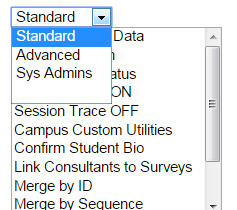 Standard
Standard Data
Advanced n
Sys Admins atus
ON
Session Trace OFF
Campus Custom Utilities
Confirm Student Bio
Link Consultants to Surveys
Merge by ID
Merge by Sequence